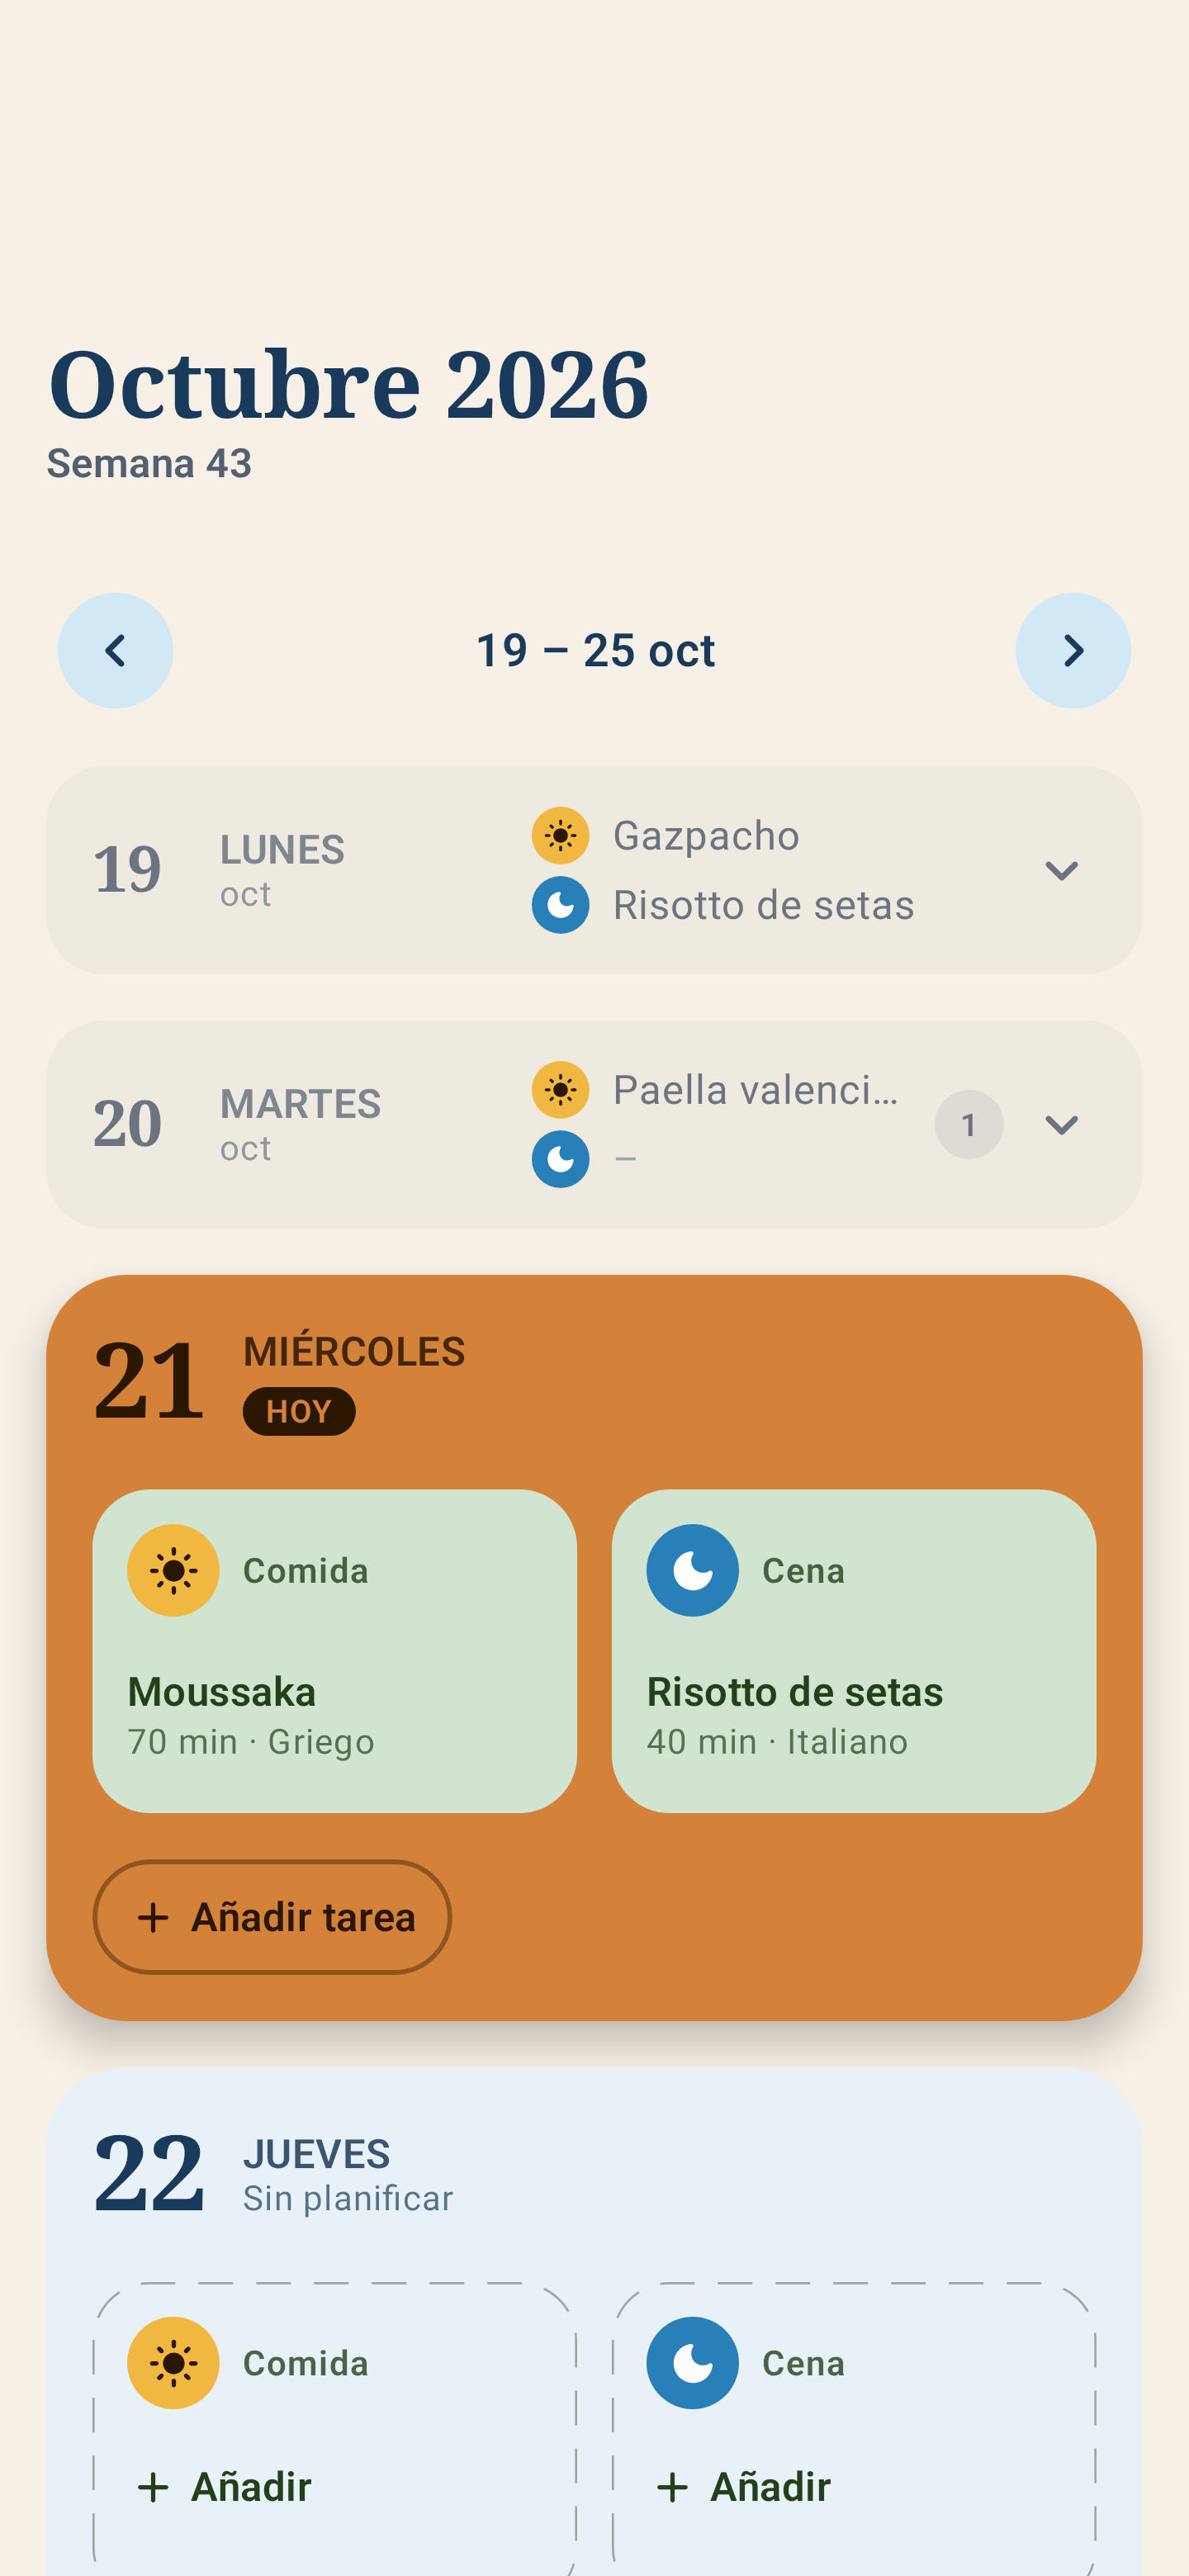 Octubre 2026
Semana 43
19 – 25 oct
19
LUNES
oct
Gazpacho
Risotto de setas
20
MARTES
oct
Paella valenci…
–
1
21
MIÉRCOLES
HOY
Comida
Moussaka
70 min · Griego
Cena
Risotto de setas
40 min · Italiano
+ Añadir tarea
22
JUEVES
Sin planificar
Comida
+ Añadir
Cena
+ Añadir